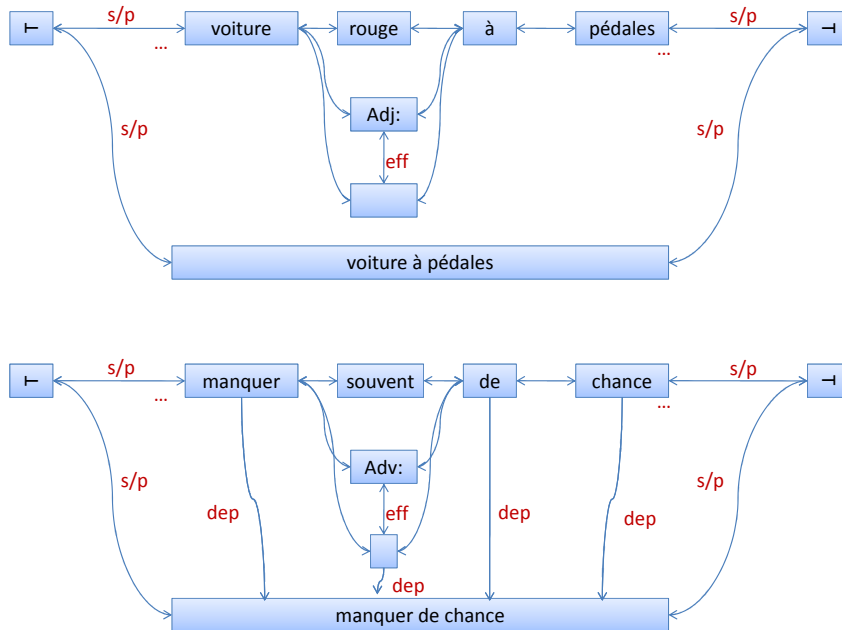 s/p s/p
⊢ voiture rouge à pédales ⊣
... ...
Adj:
s/p s/p
eff
voiture à pédales
s/p s/p
⊢ manquer souvent de chance ⊣
... ...
Adv:
s/p s/p
dep eff dep dep
dep
manquer de chance